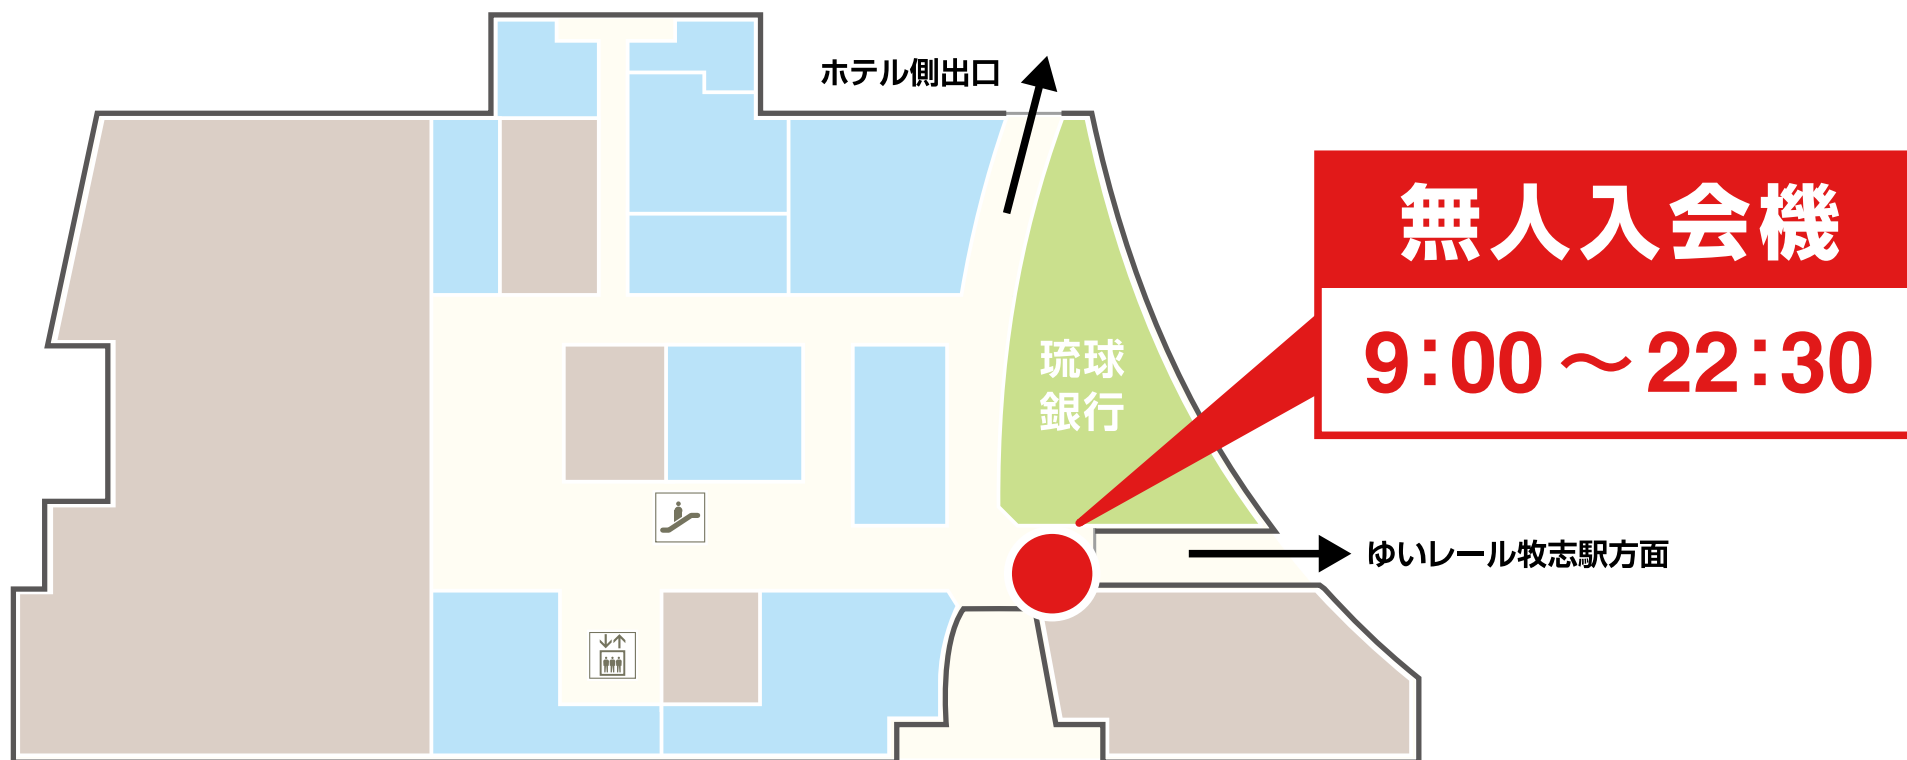 ホテル側出口
無人入会機
9:00～22:30
琉球
銀行
ゆいレール牧志駅方面